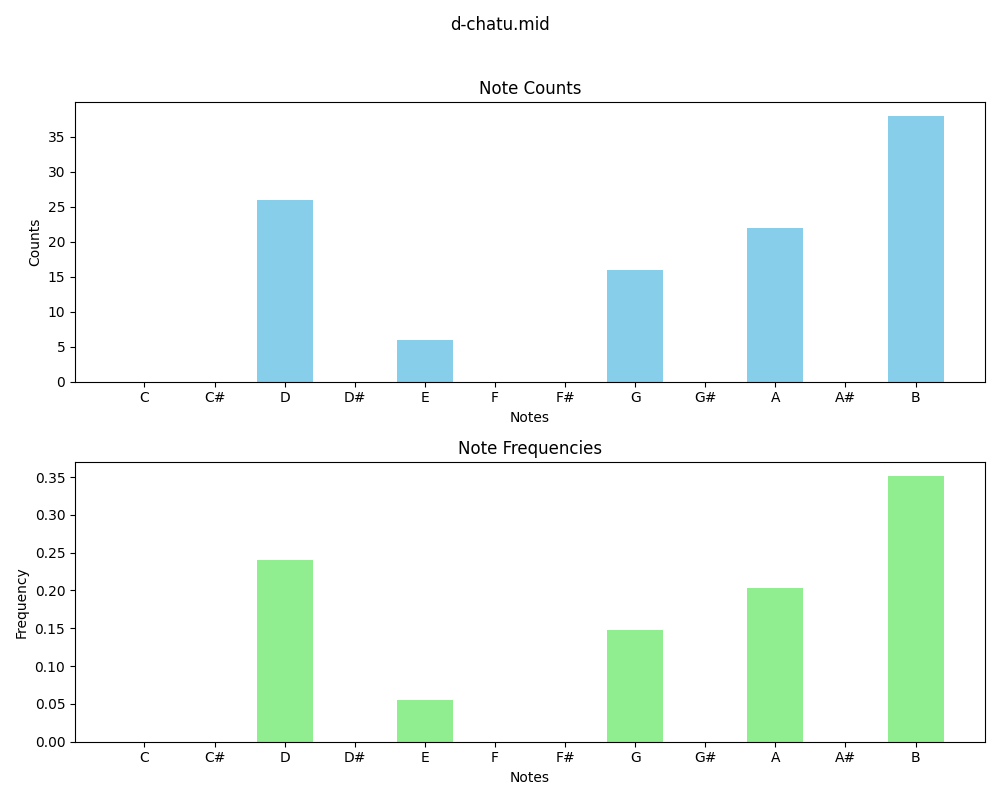 d-chatu.mid
Note Counts
Counts
35
30
25
20
15
10
5
0
C C# D D# E F F# G G# A A# B
Notes
Note Frequencies
Frequency
0.35
0.30
0.25
0.20
0.15
0.10
0.05
0.00
C C# D D# E F F# G G# A A# B
Notes